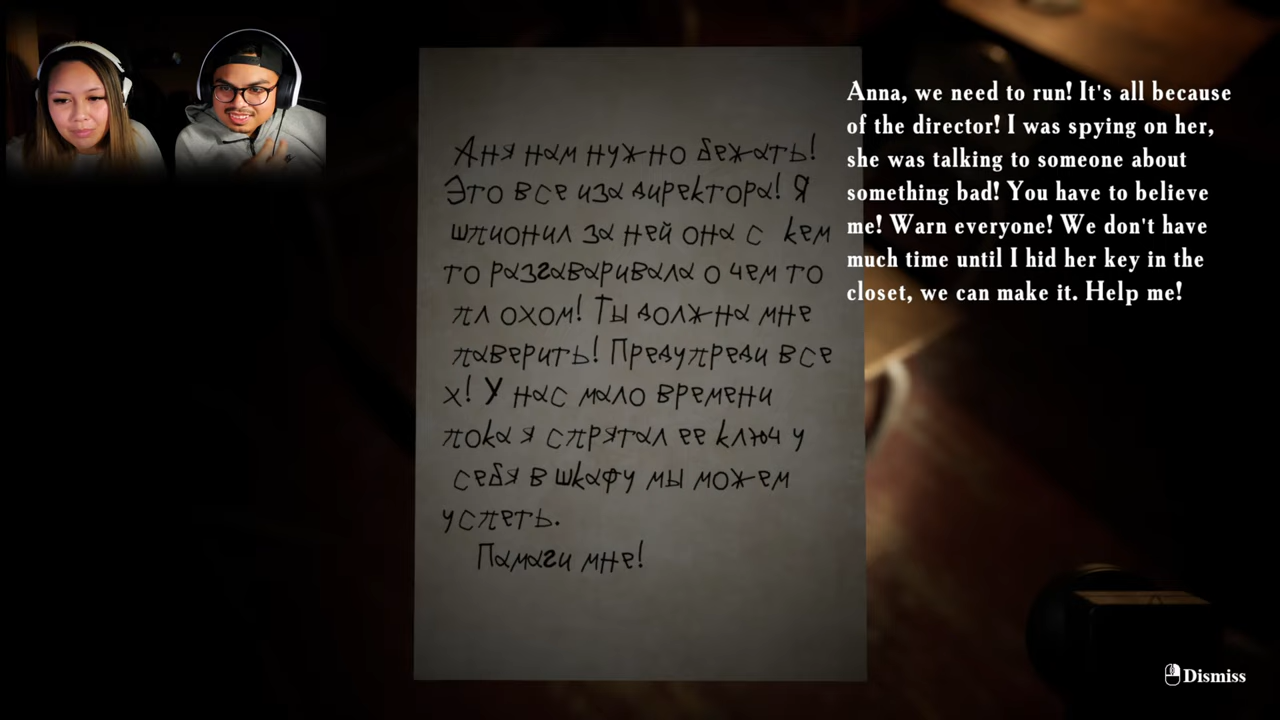 Аня нам нужно бежать!
Это все иза директора! Я
шпионил за ней она с кем
то разгаваривала о чем то
пл охом! Ты должна мне
паверить! Предупреди все
х! У нас мало времени
пока я спрятал ее ключ у
себя в шкафу мы можем
успеть.
Памаги мне!
Anna, we need to run! It's all because
of the director! I was spying on her,
she was talking to someone about
something bad! You have to believe
me! Warn everyone! We don't have
much time until I hid her key in the
closet, we can make it. Help me!
Dismiss